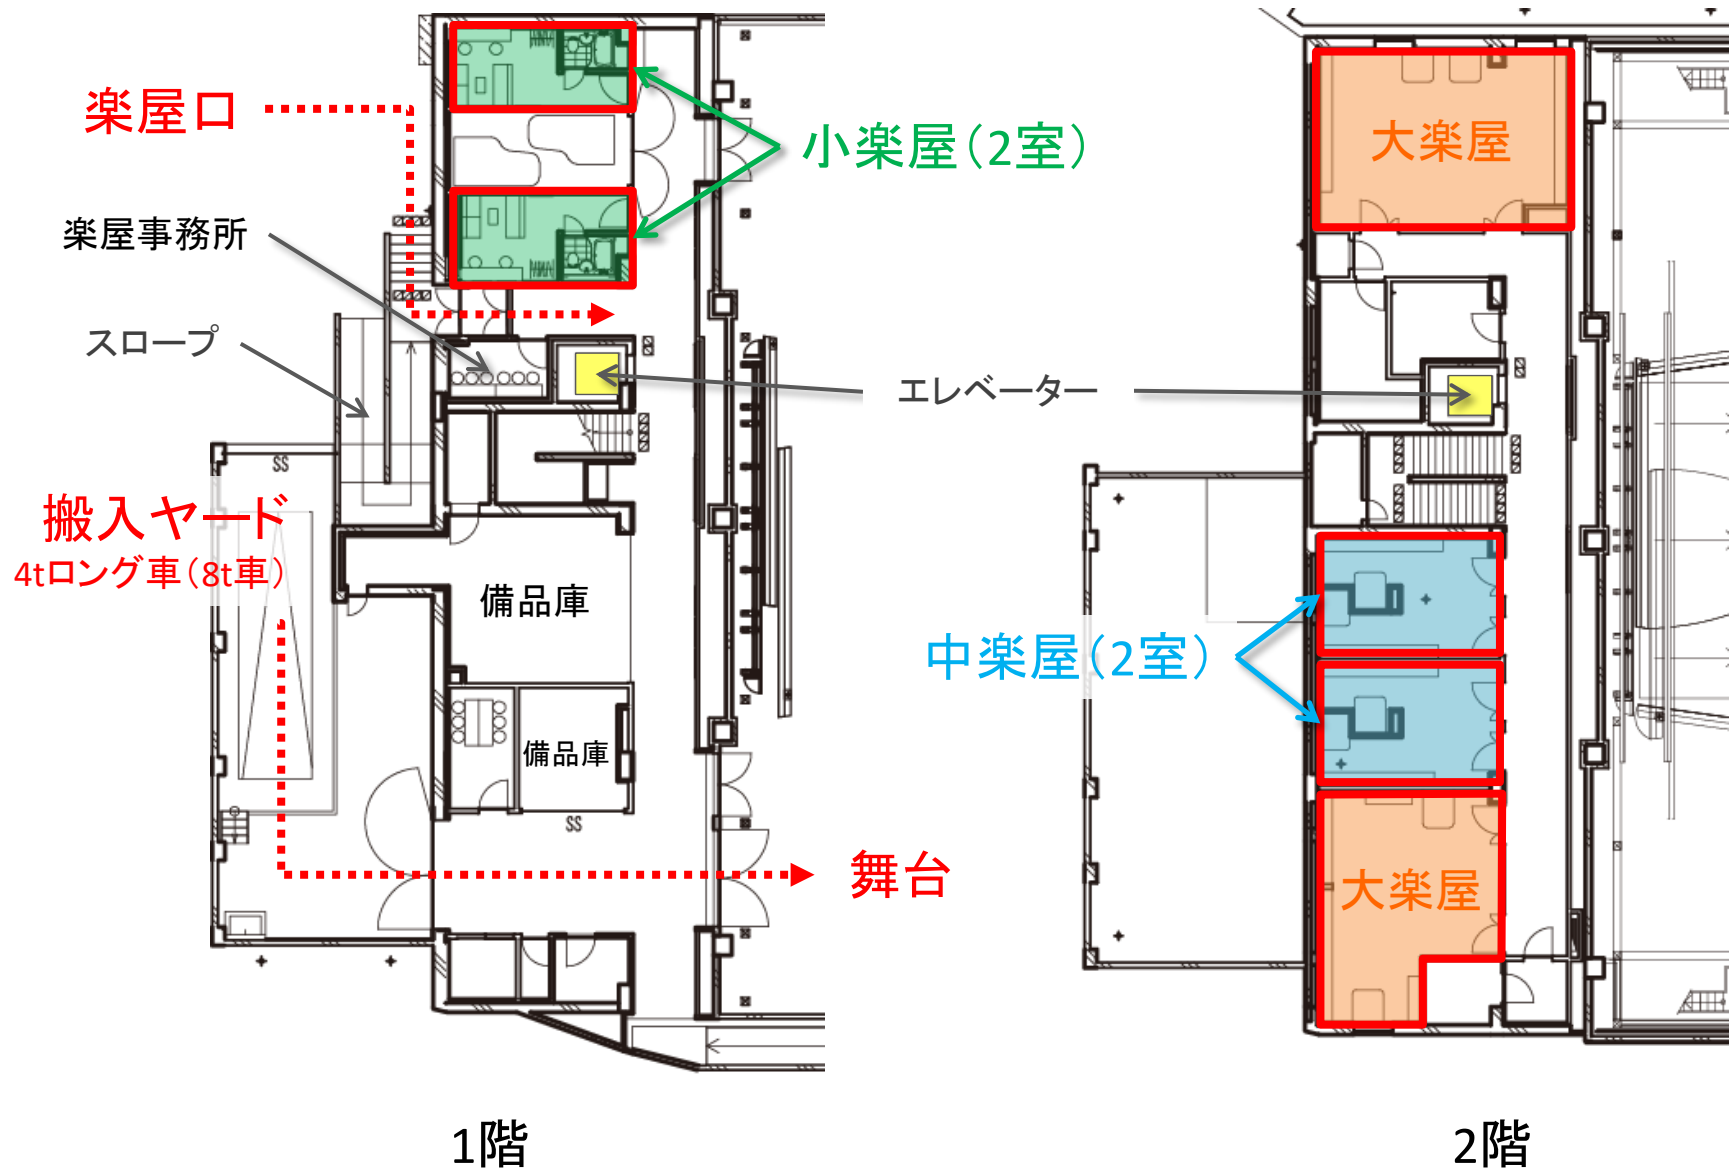 楽屋口
小楽屋(2室)
楽屋事務所
スロープ
エレベーター
SS
搬入ヤード
4tロング車(8t車)
備品庫
備品庫
SS
舞台
1階
大楽屋
中楽屋(2室)
大楽屋
2階